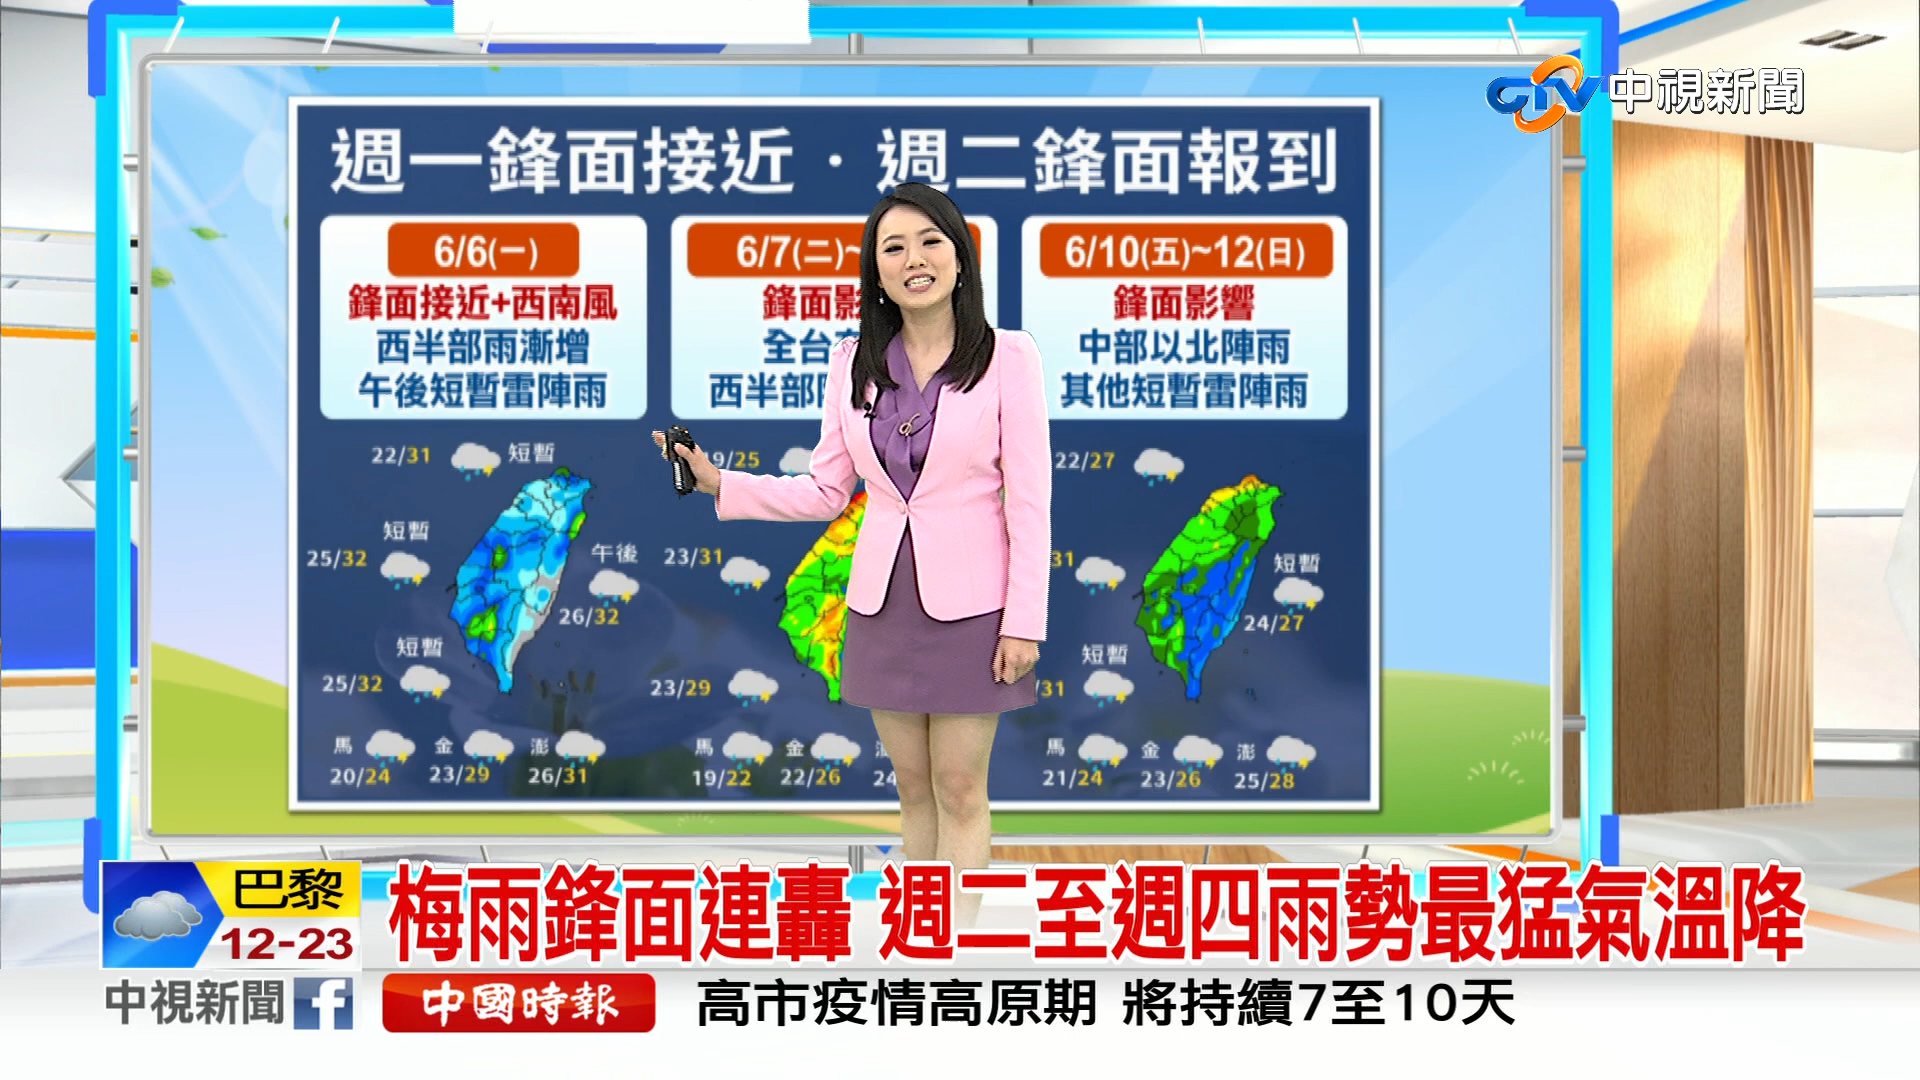 CTV中視新聞
週一鋒面接近・週二鋒面報到
6/6(一)
鋒面接近+西南風
西半部雨漸增
午後短暫雷陣雨
6/7(二)~
鋒面影
全台
西半部
6/10(五)~12(日)
鋒面影響
中部以北陣雨
其他短暫雷陣雨
22/31
短暫
短暫
25/32
午後
26/32
短暫
25/32
馬
20/24
金
23/29
澎
26/31
19/25
23/31
23/29
馬
19/22
金
22/26
24
22/27
31
短暫
24/27
短暫
/31
馬
21/24
金
23/26
澎
25/28
巴黎
12-23
梅雨鋒面連轟 週二至週四雨勢最猛氣溫降
中視新聞 f
中國時報
高市疫情高原期 將持續7至10天